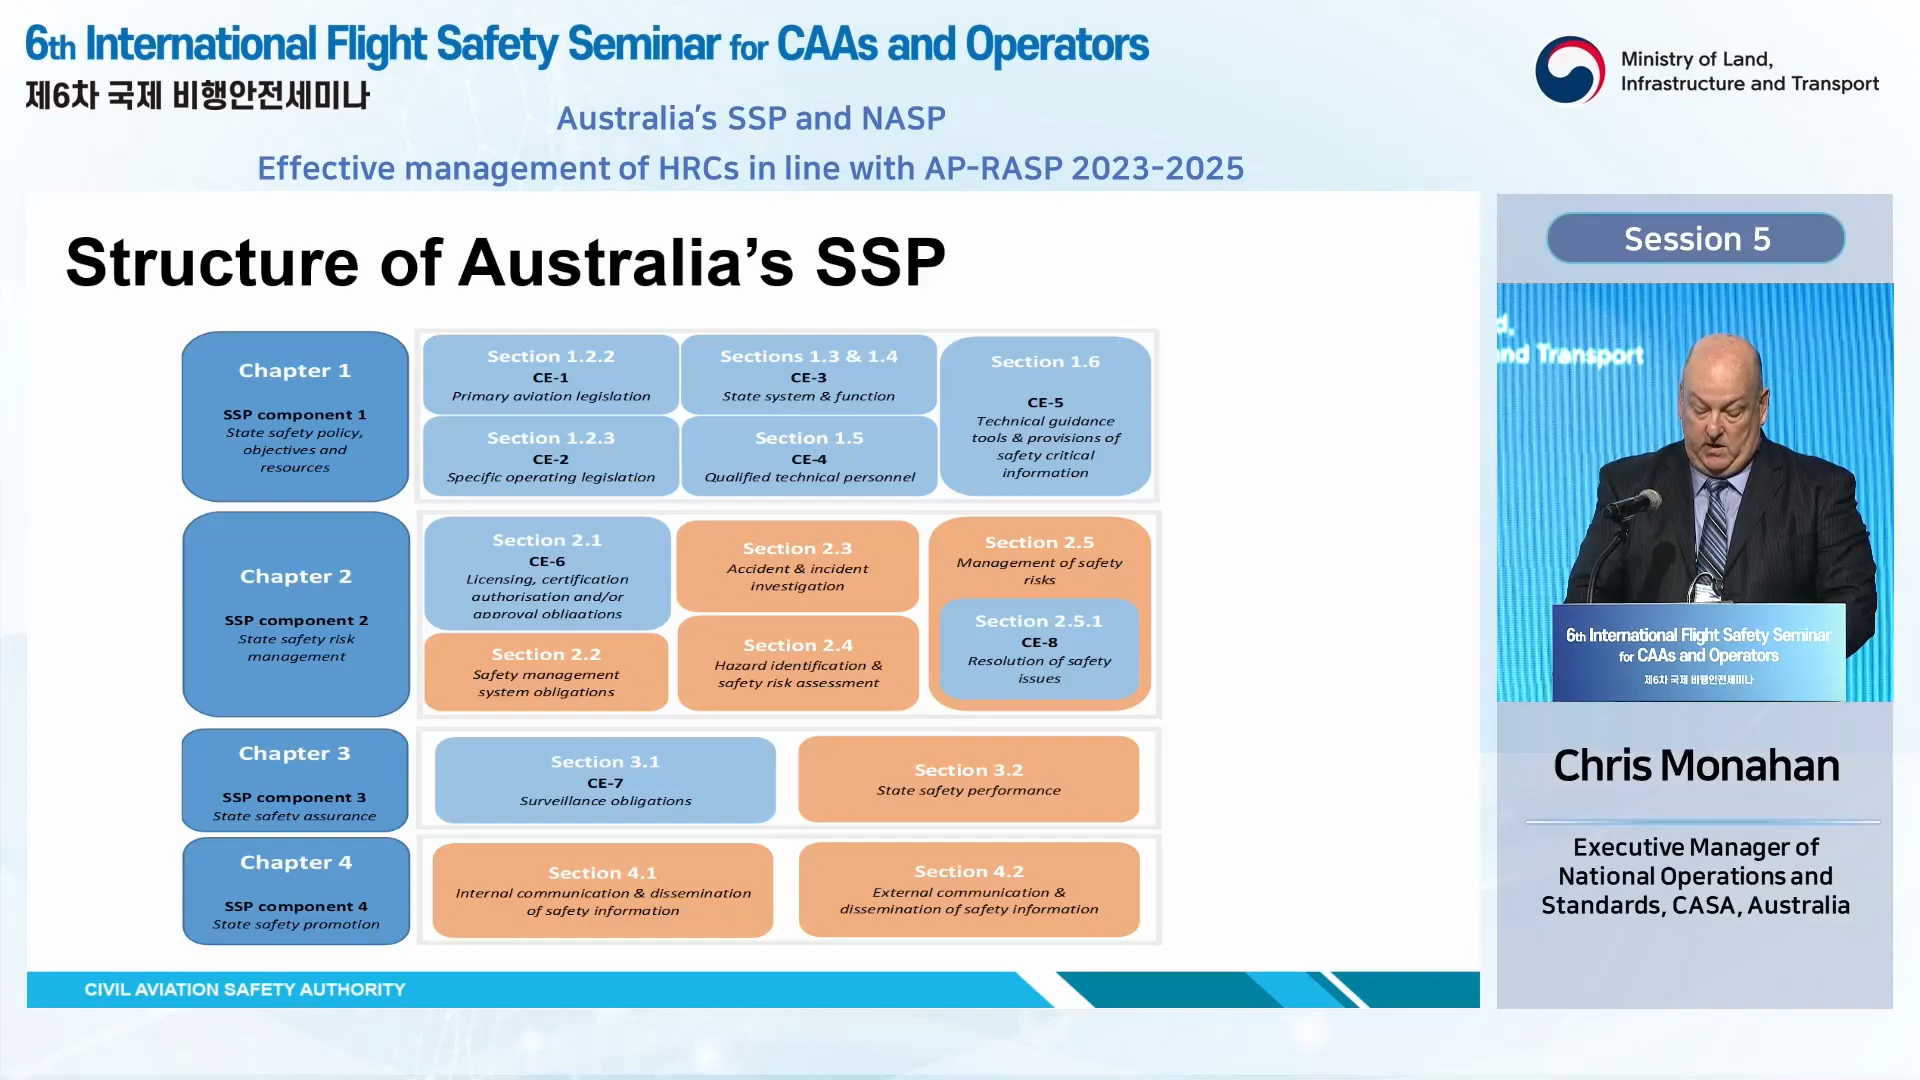 6th International Flight Safety Seminar for CAAs and Operators
제6차 국제 비행안전세미나
Ministry of Land,
Infrastructure and Transport
Australia's SSP and NASP
Effective management of HRCs in line with AP-RASP 2023-2025
Structure of Australia's SSP
Chapter 1
SSP component 1
State safety policy,
objectives and
resources
Section 1.2.2
CE-1
Primary aviation legislation
Sections 1.3 & 1.4
CE-3
State system & function
Section 1.6
CE-5
Technical guidance
tools & provisions of
safety critical
information
Section 1.2.3
CE-2
Specific operating legislation
Section 1.5
CE-4
Qualified technical personnel
Chapter 2
SSP component 2
State safety risk
management
Section 2.1
CE-6
Licensing, certification
authorisation and/or
approval obligations
Section 2.3
Accident & incident
investigation
Section 2.5
Management of safety
risks
Section 2.5.1
CE-8
Resolution of safety
issues
Section 2.2
Safety management
system obligations
Section 2.4
Hazard identification &
safety risk assessment
Chapter 3
SSP component 3
State safety assurance
Section 3.1
CE-7
Surveillance obligations
Section 3.2
State safety performance
Chapter 4
SSP component 4
State safety promotion
Section 4.1
Internal communication & dissemination
of safety information
Section 4.2
External communication &
dissemination of safety information
CIVIL AVIATION SAFETY AUTHORITY
Session 5
d,
nd Transport
6th International Flight Safety Seminar
for CAAs and Operators
제6차 국제 비행안전세미나
Chris Monahan
Executive Manager of
National Operations and
Standards, CASA, Australia